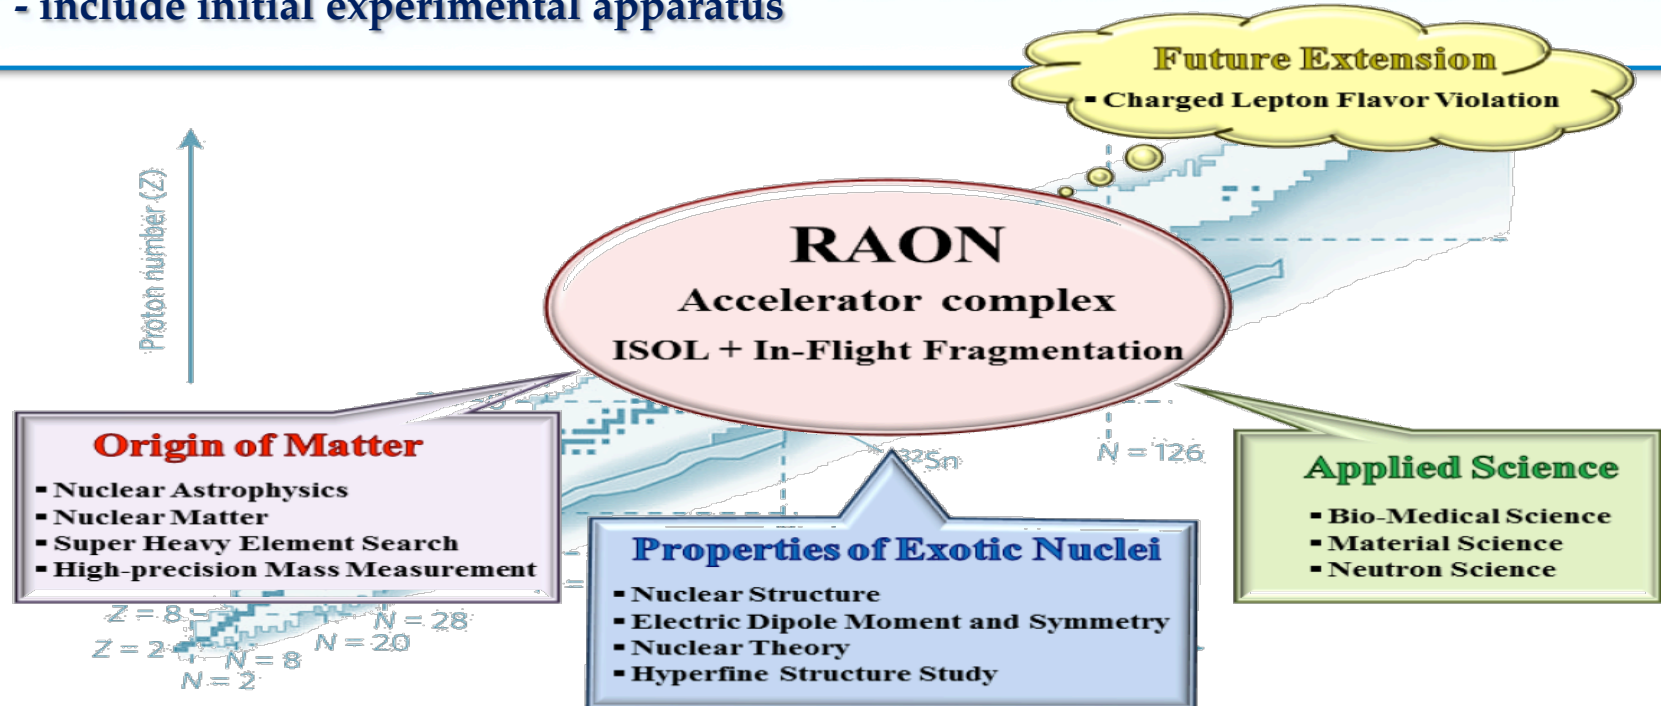 - include initial experimental apparatus
Future Extension
▪ Charged Lepton Flavor Violation
Proton number (Z)
RAON
Accelerator complex
ISOL + In-Flight Fragmentation
Origin of Matter
▪ Nuclear Astrophysics
▪ Nuclear Matter
▪ Super Heavy Element Search
▪ High-precision Mass Measurement
N = 126
Applied Science
▪ Bio-Medical Science
▪ Material Science
▪ Neutron Science
Properties of Exotic Nuclei
▪ Nuclear Structure
▪ Electric Dipole Moment and Symmetry
▪ Nuclear Theory
▪ Hyperfine Structure Study
Z = 8
N = 28
Z = 2
N = 20
N = 8
N = 2